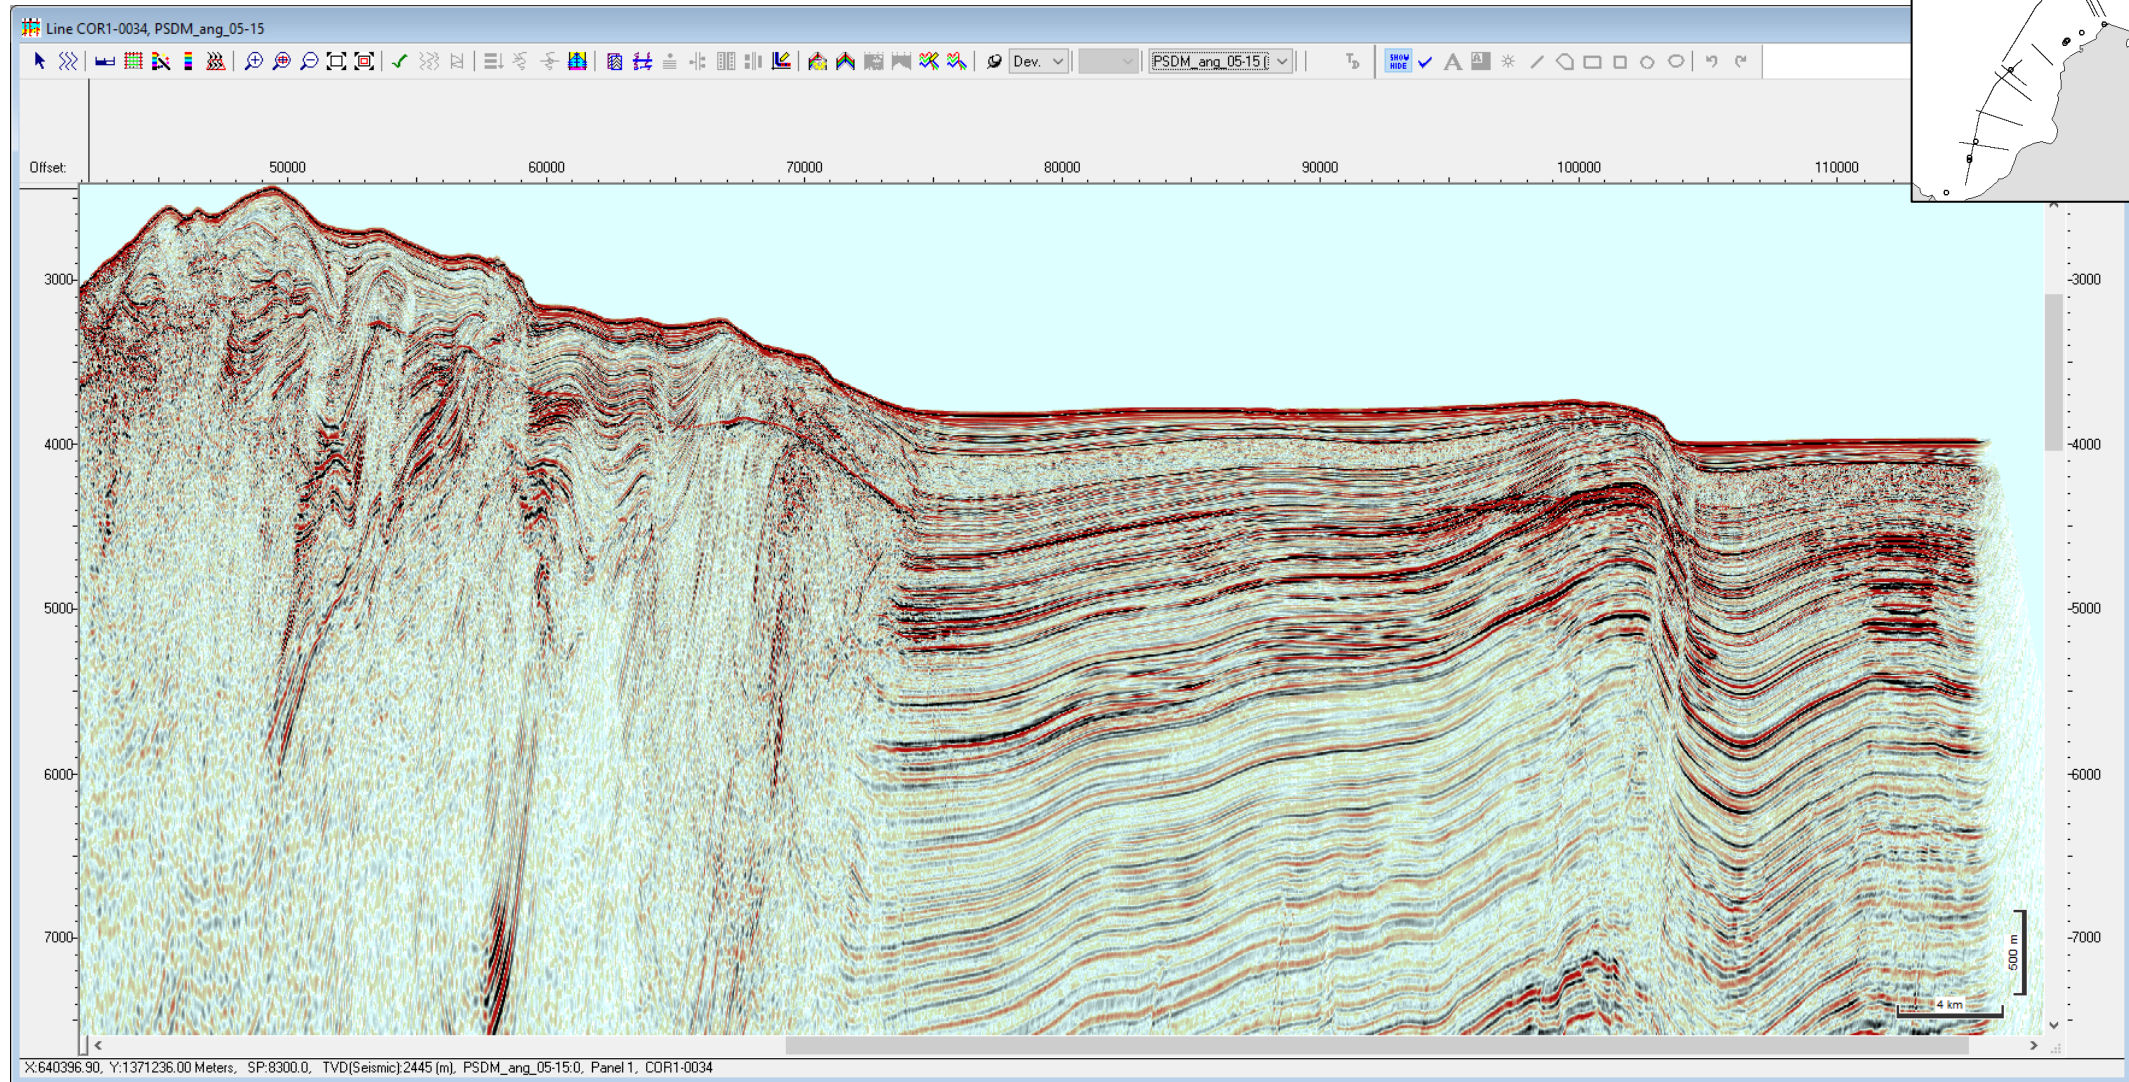 Line COR1-0034, PSDM_ang_05-15
Dev. PSDM_ang_05-15 ( T D SHOW HIDE A A
Offset: 50000 60000 70000 80000 90000 100000 110000
3000 3000
4000 4000
5000 5000
6000 6000
7000 7000
500 m
4 km
X:640396.90, Y:1371236.00 Meters, SP:8300.0, TVD(Seismic):2445 (m), PSDM_ang_05-15:0, Panel 1, COR1-0034